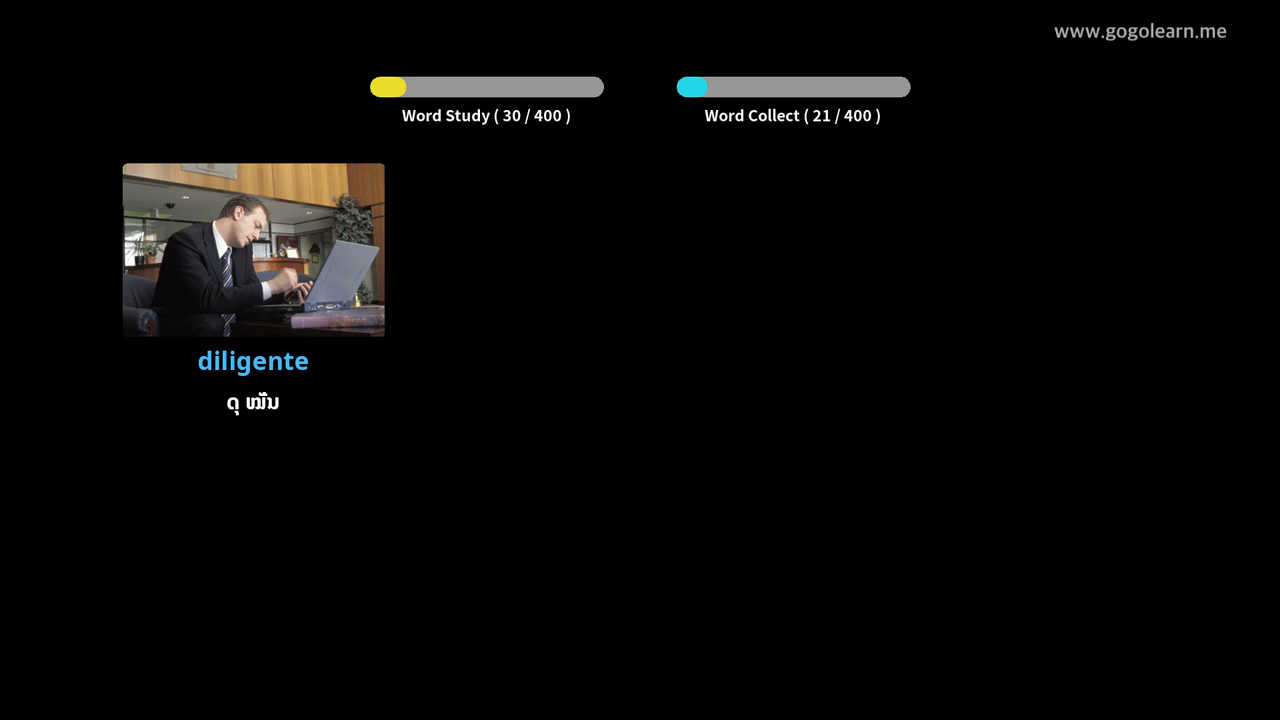 www.gogolearn.me
Word Study ( 30 / 400 )
Word Collect ( 21 / 400 )
diligente
ດຸ ໝັ່ນ